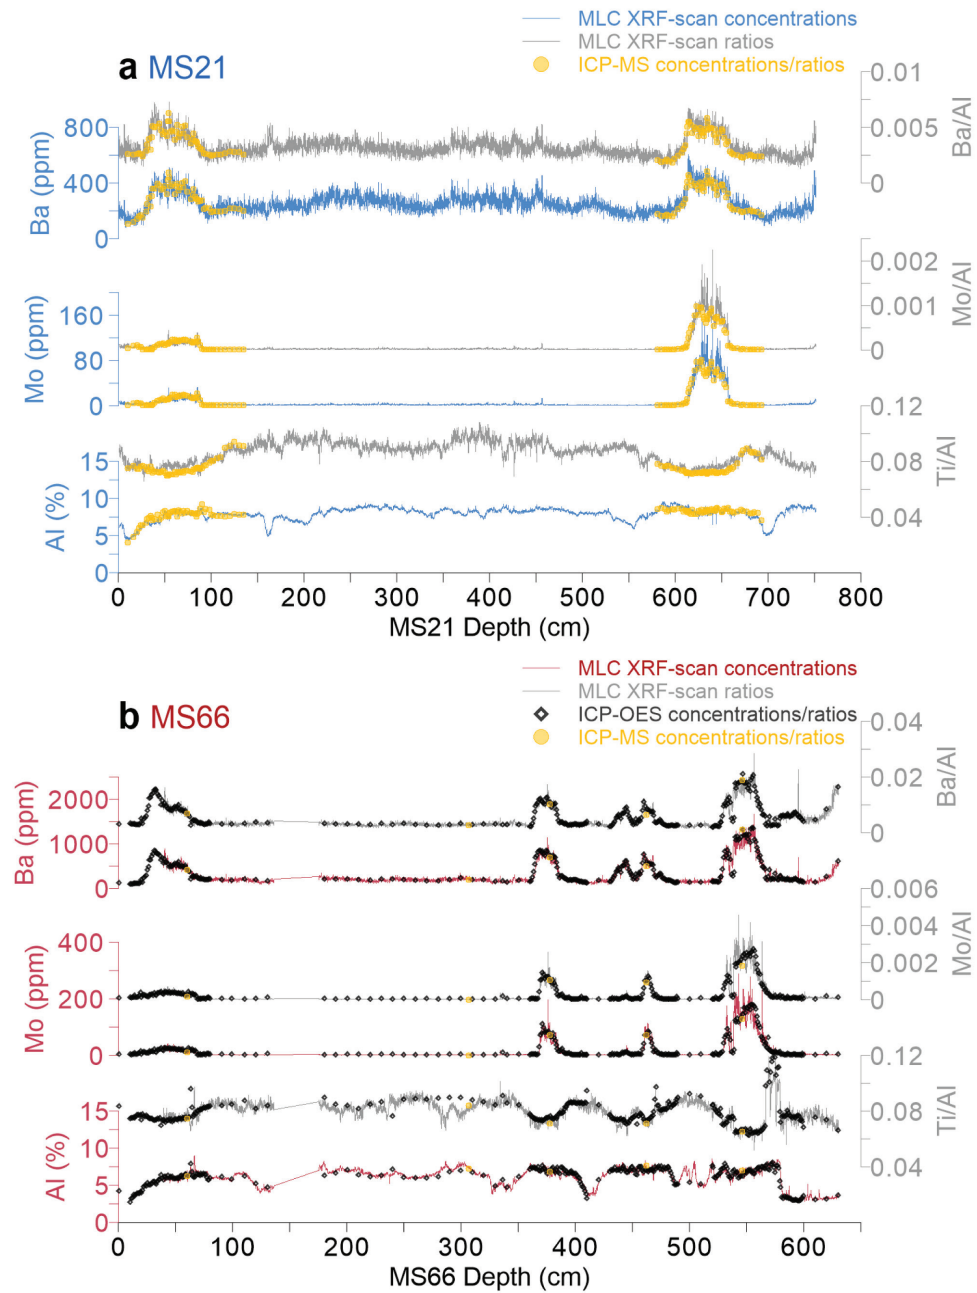 MLC XRF-scan concentrations
MLC XRF-scan ratios
ICP-MS concentrations/ratios
a MS21
0.01
0.005
0
Ba/Al
800
400
0
Ba (ppm)
0.002
0.001
0
Mo/Al
160
80
0
Mo (ppm)
0.12
0.08
0.04
Ti/Al
15
10
5
0
Al (%)
0 100 200 300 400 500 600 700 800
MS21 Depth (cm)
MLC XRF-scan concentrations
MLC XRF-scan ratios
ICP-OES concentrations/ratios
ICP-MS concentrations/ratios
b MS66
0.04
0.02
0
Ba/Al
2000
1000
0
Ba (ppm)
0.006
0.004
0.002
0
Mo/Al
400
200
0
Mo (ppm)
0.12
0.08
0.04
Ti/Al
15
10
5
0
Al (%)
0 100 200 300 400 500 600
MS66 Depth (cm)